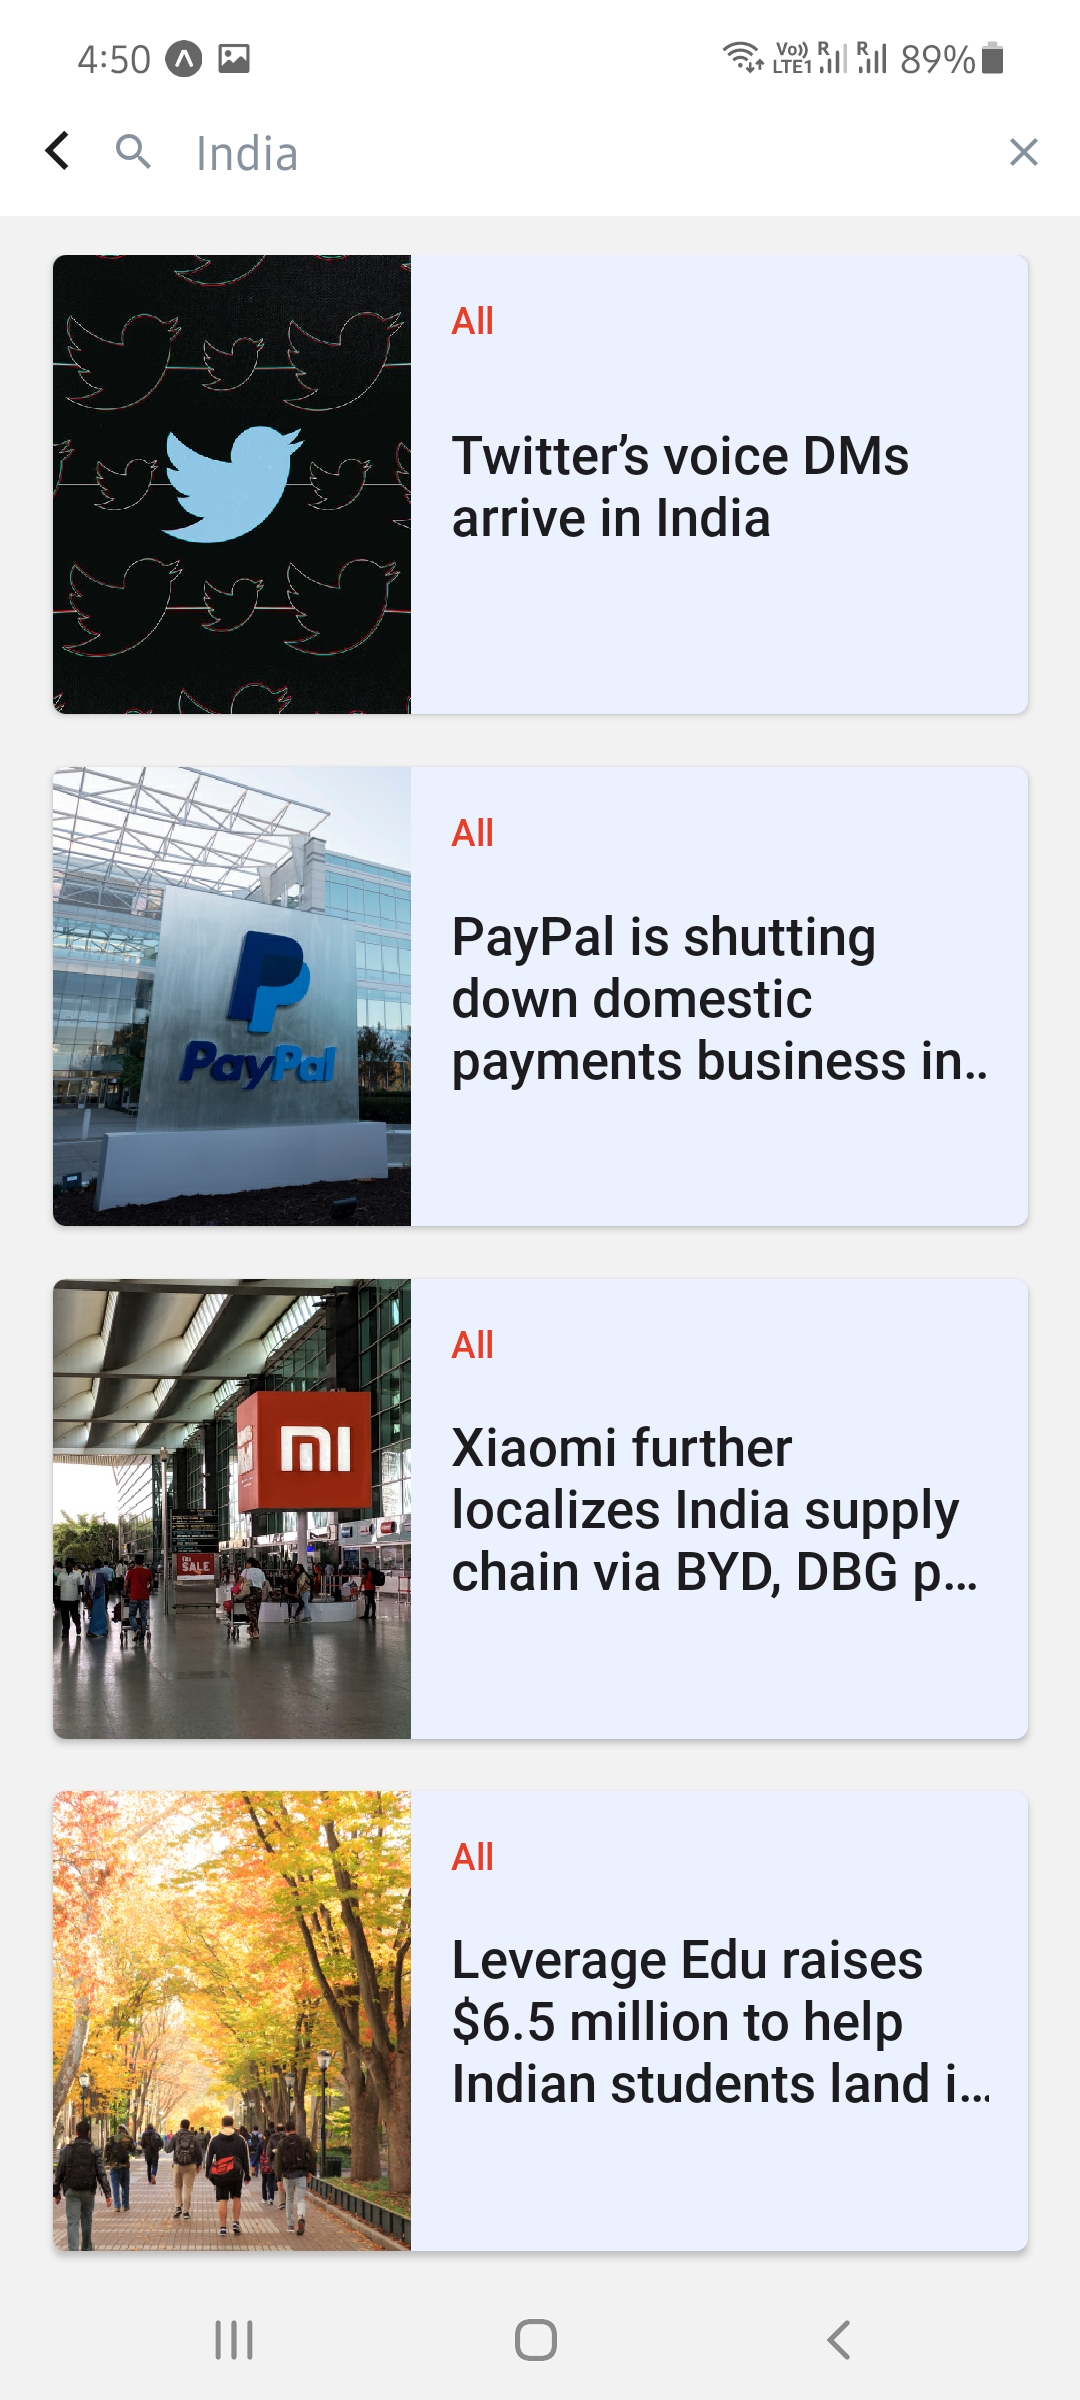 4:50
Vo)) LTE1 R R 89%
India
All
Twitter’s voice DMs
arrive in India
PayPal
All
PayPal is shutting
down domestic
payments business in..
mi
SALE
All
Xiaomi further
localizes India supply
chain via BYD, DBG p...
All
Leverage Edu raises
$6.5 million to help
Indian students land i...